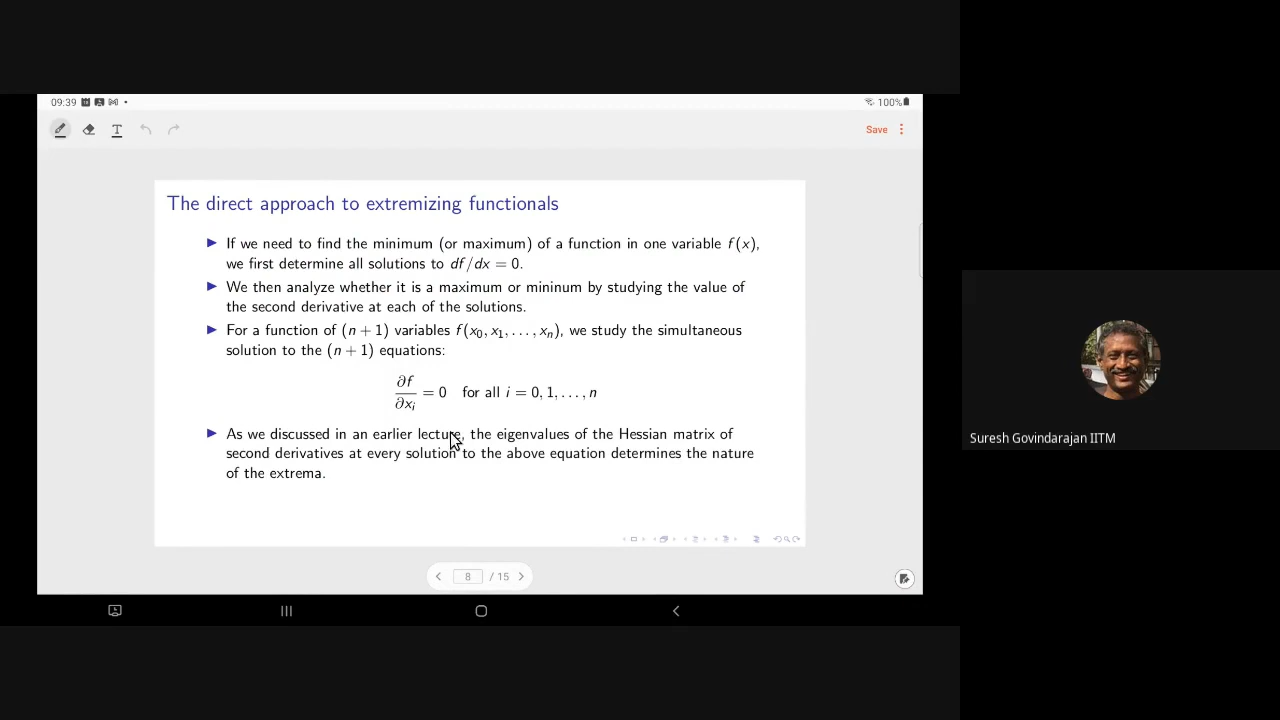 09:39
100%
Save
The direct approach to extremizing functionals
▶ If we need to find the minimum (or maximum) of a function in one variable f(x),
we first determine all solutions to df/dx = 0.
▶ We then analyze whether it is a maximum or mininum by studying the value of
the second derivative at each of the solutions.
▶ For a function of (n + 1) variables f(x₀, x₁, . . . , xₙ), we study the simultaneous
solution to the (n + 1) equations:
∂f/∂xᵢ = 0 for all i = 0, 1, . . . , n
▶ As we discussed in an earlier lecture, the eigenvalues of the Hessian matrix of
second derivatives at every solution to the above equation determines the nature
of the extrema.
8 / 15
Suresh Govindarajan IITM